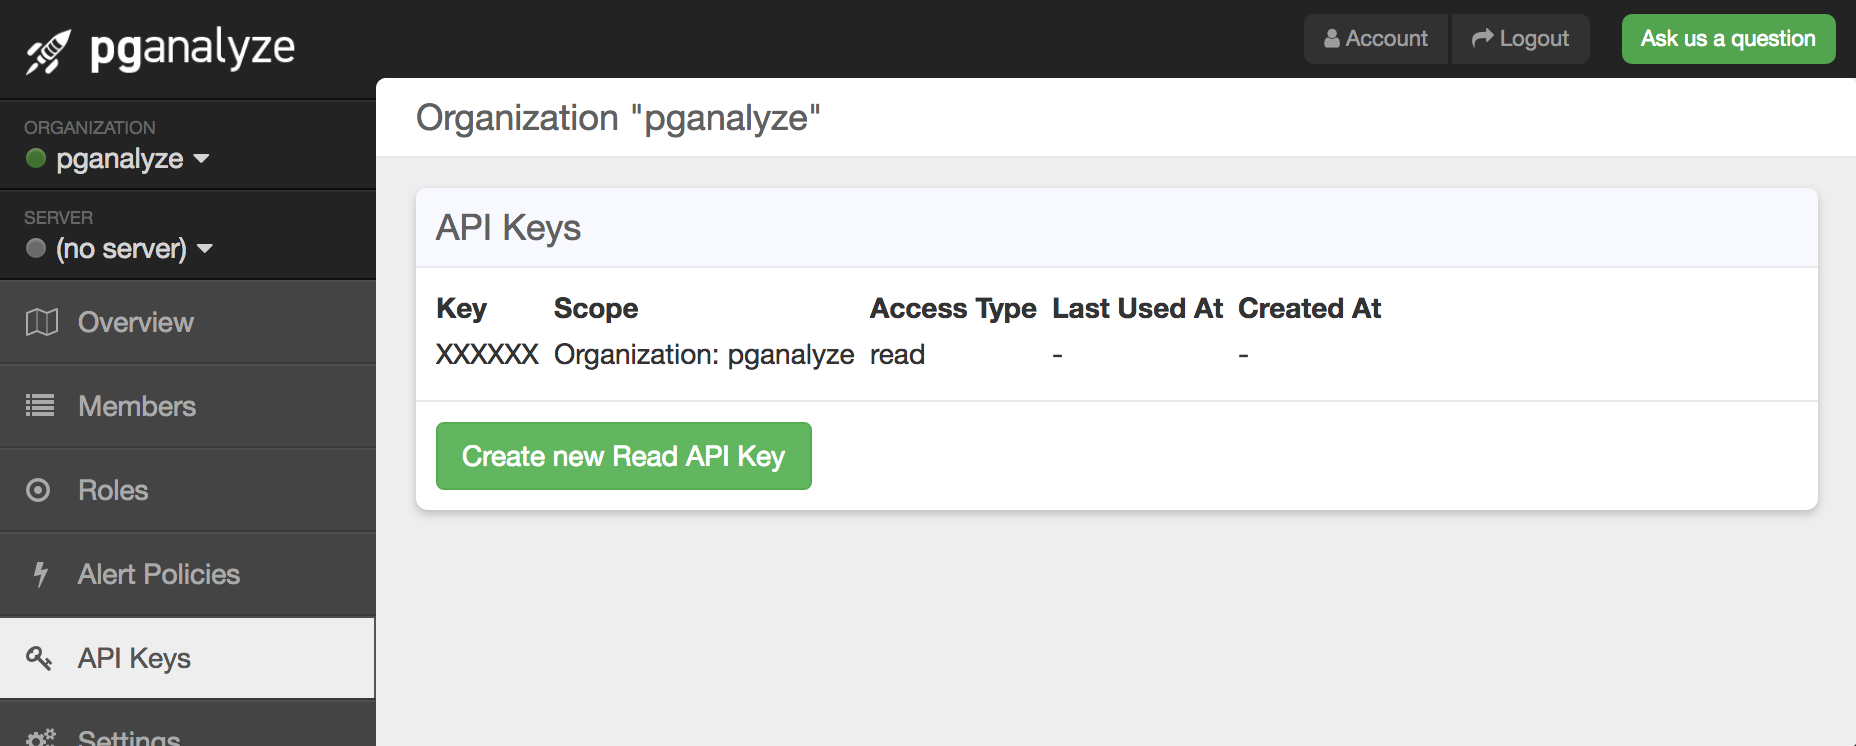 pganalyze
Account
Logout
Ask us a question
ORGANIZATION
pganalyze
SERVER
(no server)
Overview
Members
Roles
Alert Policies
API Keys
Settings
Organization "pganalyze"
API Keys
Key Scope Access Type Last Used At Created At
XXXXXX Organization: pganalyze read - -
Create new Read API Key